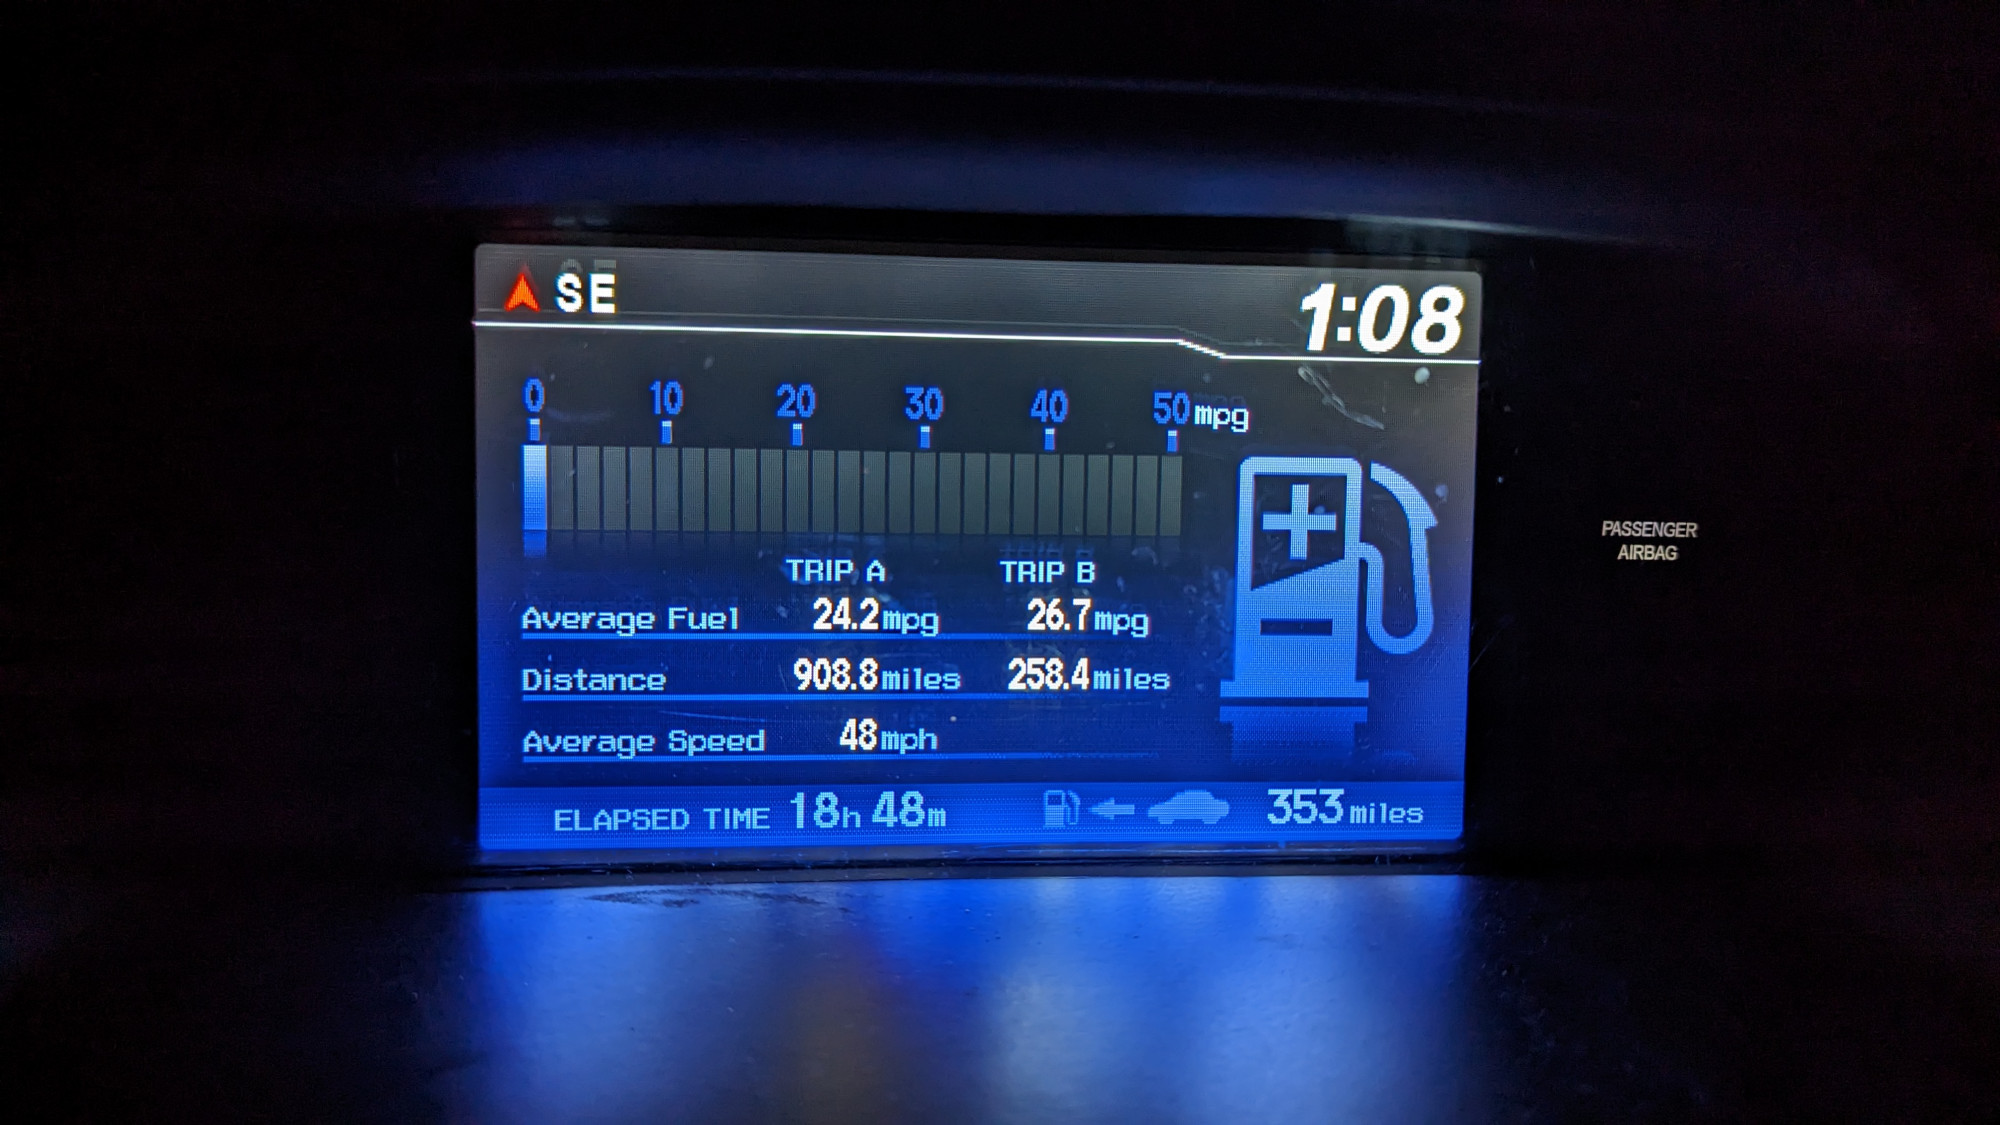 SE 1:08
0 10 20 30 40 50 mpg
TRIP A TRIP B
Average Fuel 24.2 mpg 26.7 mpg
Distance 908.8 miles 258.4 miles
Average Speed 48 mph
ELAPSED TIME 18h 48m 353 miles
PASSENGER
AIRBAG